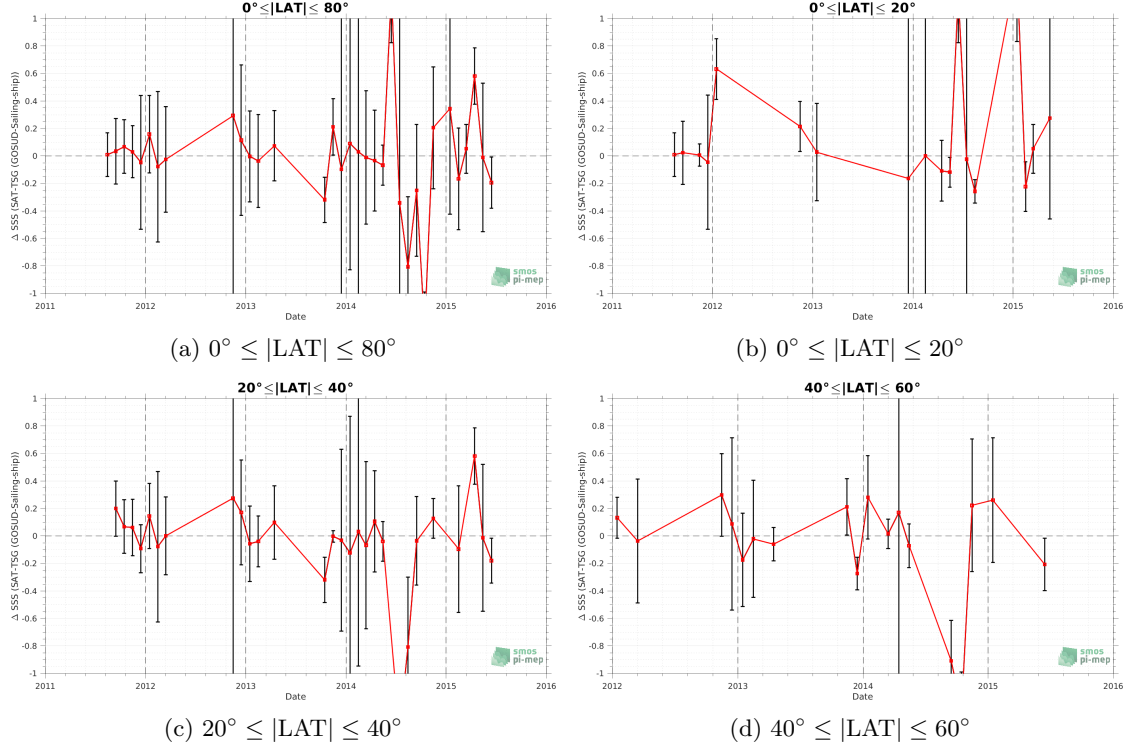 0°≤|LAT|≤ 80°
Δ SSS (SAT-TSG (GOSUD-Sailing-ship))
1
0.8
0.6
0.4
0.2
0
-0.2
-0.4
-0.6
-0.8
-1
2011 2012 2013 2014 2015 2016
Date
smos
pi-mep
(a) 0° ≤ |LAT| ≤ 80°
0°≤|LAT|≤ 20°
Δ SSS (SAT-TSG (GOSUD-Sailing-ship))
1
0.8
0.6
0.4
0.2
0
-0.2
-0.4
-0.6
-0.8
-1
2011 2012 2013 2014 2015 2016
Date
smos
pi-mep
(b) 0° ≤ |LAT| ≤ 20°
20°≤|LAT|≤ 40°
Δ SSS (SAT-TSG (GOSUD-Sailing-ship))
1
0.8
0.6
0.4
0.2
0
-0.2
-0.4
-0.6
-0.8
-1
2011 2012 2013 2014 2015 2016
Date
smos
pi-mep
(c) 20° ≤ |LAT| ≤ 40°
40°≤|LAT|≤ 60°
Δ SSS (SAT-TSG (GOSUD-Sailing-ship))
1
0.8
0.6
0.4
0.2
0
-0.2
-0.4
-0.6
-0.8
-1
2012 2013 2014 2015 2016
Date
smos
pi-mep
(d) 40° ≤ |LAT| ≤ 60°